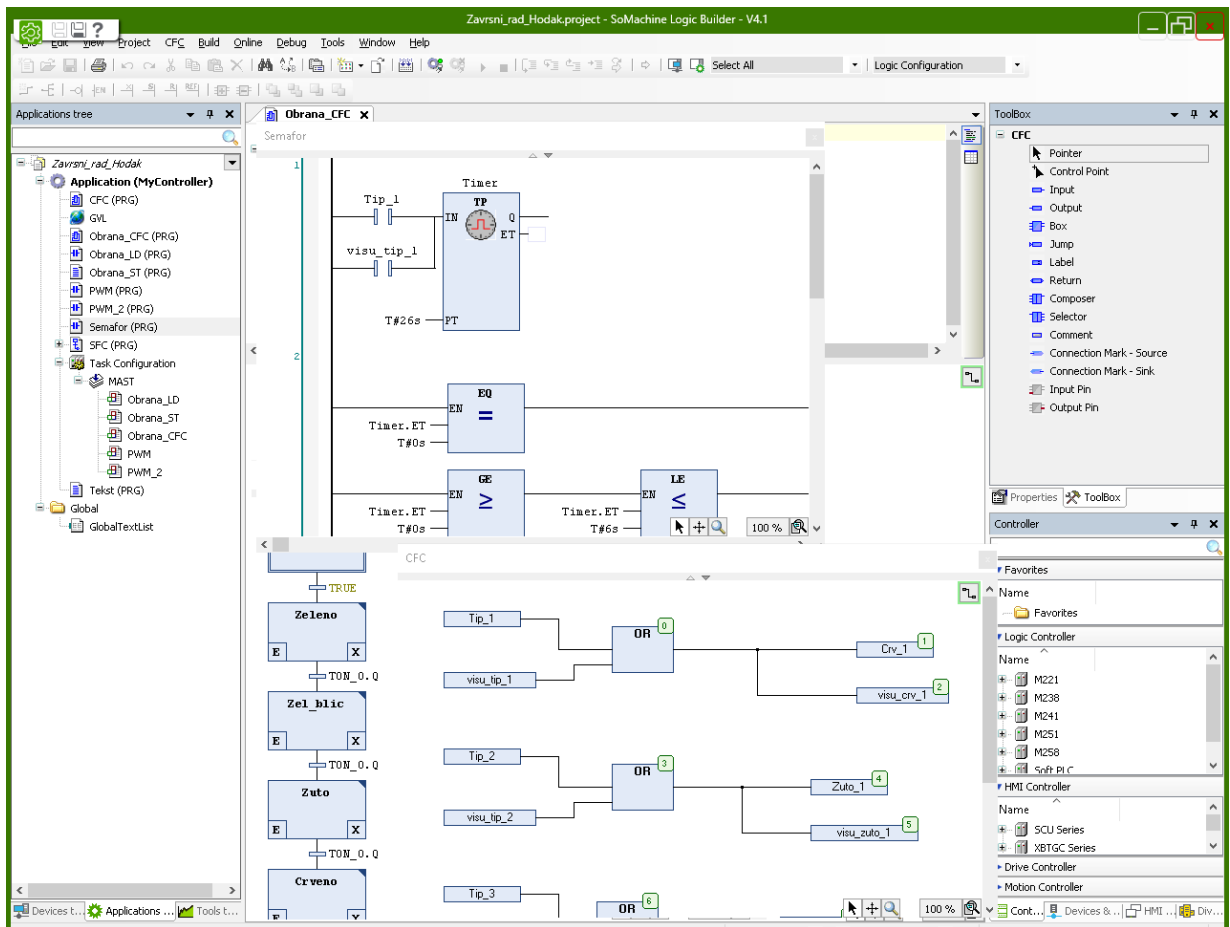 Zavrsni_rad_Hodak.project - SoMachine Logic Builder - V4.1
Edit View Project CFC Build Online Debug Tools Window Help
Select All
Logic Configuration
Applications tree
Zavrsni_rad_Hodak
Application (MyController)
CFC (PRG)
GVL
Obrana_CFC (PRG)
Obrana_LD (PRG)
Obrana_ST (PRG)
PWM (PRG)
PWM_2 (PRG)
Semafor (PRG)
SFC (PRG)
Task Configuration
MAST
Obrana_LD
Obrana_ST
Obrana_CFC
PWM
PWM_2
Tekst (PRG)
Global
GlobalTextList
Devices t...
Applications ...
Tools t...
Obrana_CFC
Semafor
1
Timer
Tip_1
TP
IN
Q
ET
visu_tip_1
T#26s
PT
2
EQ
EN
=
Timer.ET
T#0s
GE
EN
≥
Timer.ET
T#0s
LE
EN
≤
Timer.ET
T#6s
100 %
TRUE
Zeleno
E X
TON_0.Q
Zel_blic
E X
TON_0.Q
Zuto
E X
TON_0.Q
Crveno
E
CFC
Tip_1
OR
0
Crv_1
1
visu_tip_1
visu_crv_1
2
Tip_2
OR
3
Zuto_1
4
visu_tip_2
visu_zuto_1
5
Tip_3
OR
6
100 %
ToolBox
CFC
Pointer
Control Point
Input
Output
Box
Jump
Label
Return
Composer
Selector
Comment
Connection Mark - Source
Connection Mark - Sink
Input Pin
Output Pin
Properties
ToolBox
Controller
Favorites
Name
Favorites
Logic Controller
Name
M221
M238
M241
M251
M258
Soft PLC
HMI Controller
Name
SCU Series
XBTGC Series
Drive Controller
Motion Controller
Cont...
Devices & ...
HMI ...
Div...